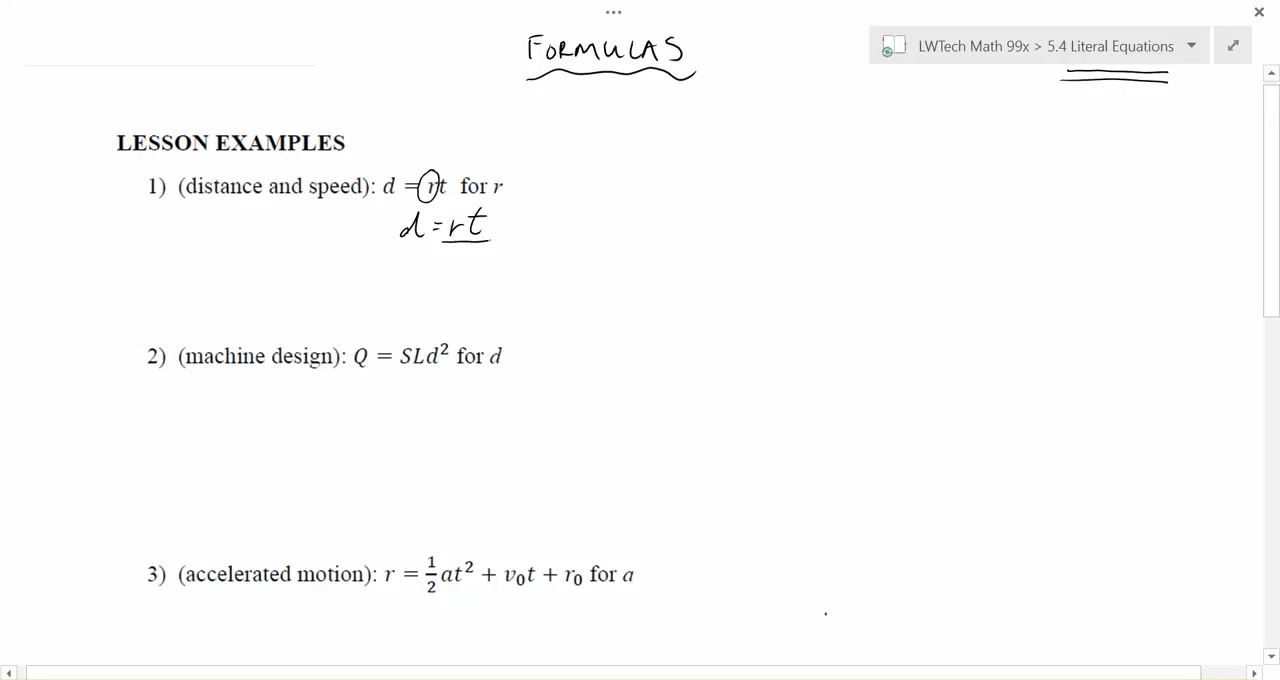 FORMULAS
LWTech Math 99x > 5.4 Literal Equations
LESSON EXAMPLES
1) (distance and speed): d = rt for r
d = rt
2) (machine design): Q = SLd² for d
3) (accelerated motion): r = ½at² + v₀t + r₀ for a